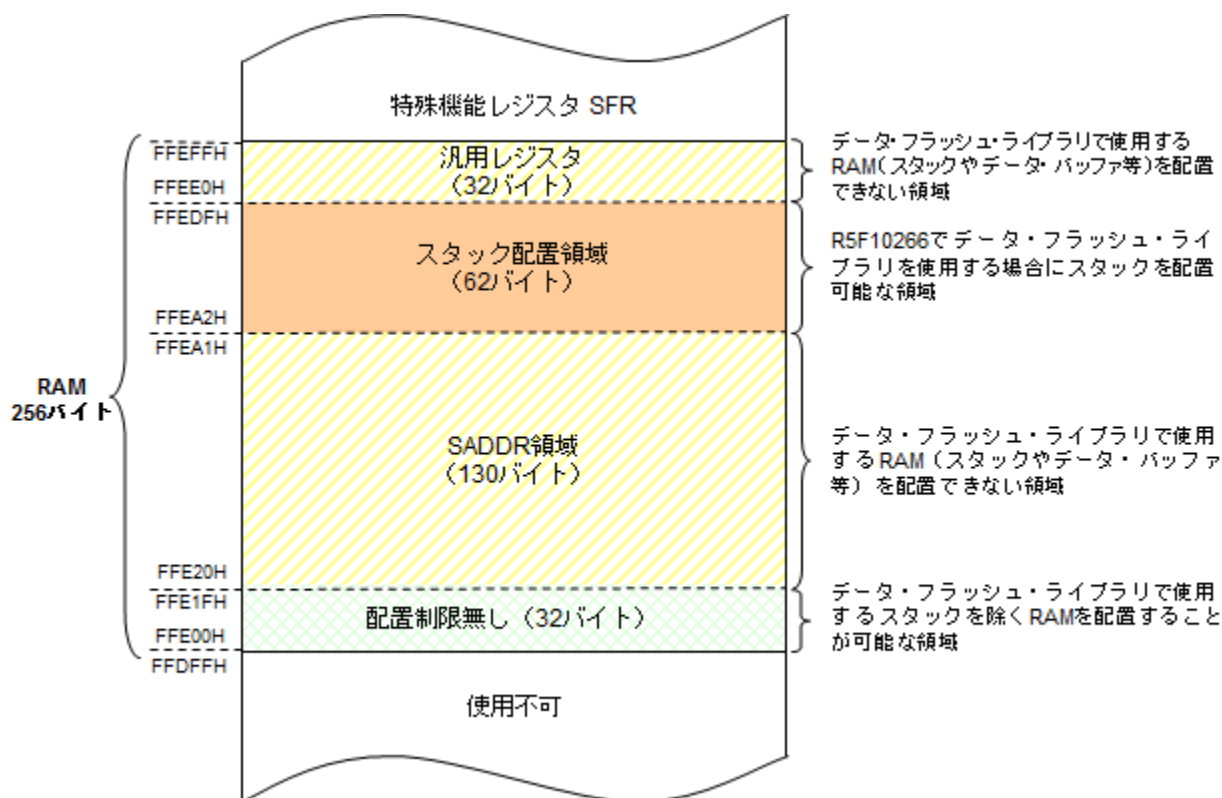 特殊機能レジスタ SFR
FFEFFH
汎用レジスタ
（32バイト）
FFEE0H
データ・フラッシュ・ライブラリで使用する
RAM（スタックやデータ・バッファ等）を配置
できない領域
FFEDFH
スタック配置領域
（62バイト）
FFEA2H
R5F10266でデータ・フラッシュ・ライ
ブラリを使用する場合にスタックを配置
可能な領域
FFEA1H
RAM
256バイト
SADDR領域
（130バイト）
FFE20H
データ・フラッシュ・ライブラリで使用
するRAM（スタックやデータ・バッファ
等）を配置できない領域
FFE1FH
配置制限無し（32バイト）
FFE00H
データ・フラッシュ・ライブラリで使用
するスタックを除くRAMを配置すること
が可能な領域
FFDFFH
使用不可